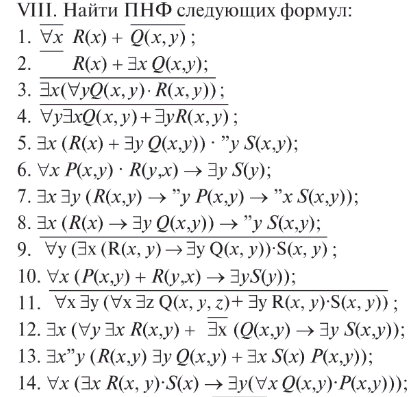 VIII. Найти ПНФ следующих формул:
1. ∀x̅ R(x) + Q̅(̅x̅,̅y̅)̅ ;
2. R(x) + ∃x Q(x,y);
3. ∃x(∀yQ(x, y)· R(x, y)) ;
4. ∀y∃xQ(x, y)+∃yR(x, y) ;
5. ∃x (R(x) + ∃y Q(x,y)) · ”y S(x,y);
6. ∀x P(x,y) · R(y,x) → ∃y S(y);
7. ∃x ∃y (R(x,y) → ”y P(x,y) → ”x S(x,y));
8. ∃x (R(x) → ∃y Q(x,y)) → ”y S(x,y);
9. ∀y (∃x (R(x, y)→∃y Q(x, y))·S(x, y) ;
10. ∀x (P(x,y) + R(y,x) → ∃yS(y));
11. ∀x ∃y (∀x ∃z Q(x, y, z)+ ∃y R(x, y)·S(x, y)) ;
12. ∃x (∀y ∃x R(x,y) + ∃x (Q(x,y) → ∃y S(x,y));
13. ∃x”y (R(x,y) ∃y Q(x,y) + ∃x S(x) P(x,y));
14. ∀x (∃x R(x, y)·S(x) → ∃y(∀x Q(x,y)·P(x,y)));